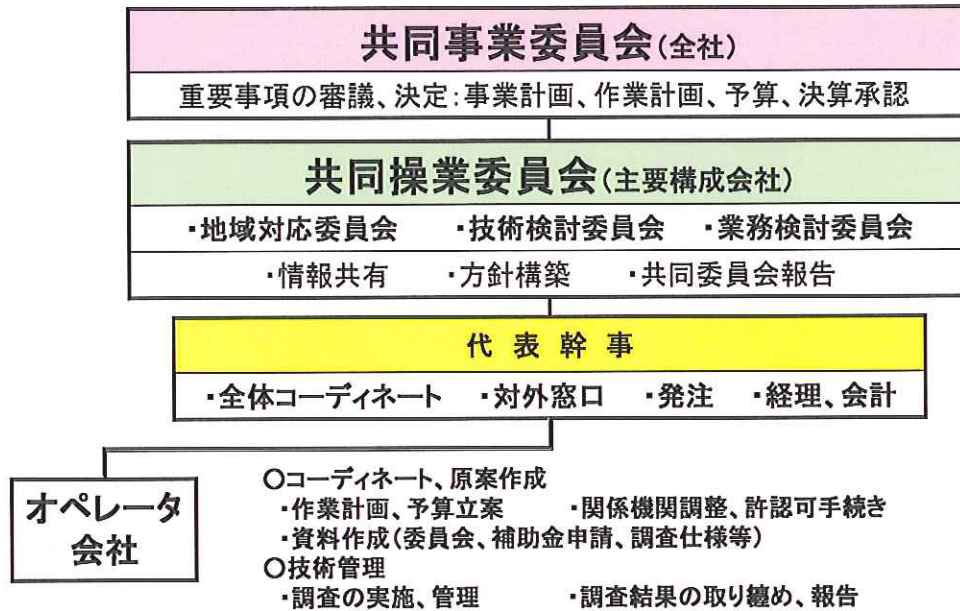 共同事業委員会(全社)
重要事項の審議、決定:事業計画、作業計画、予算、決算承認
共同操業委員会(主要構成会社)
・地域対応委員会 ・技術検討委員会 ・業務検討委員会
・情報共有 ・方針構築 ・共同委員会報告
代表幹事
・全体コーディネート ・対外窓口 ・発注 ・経理、会計
オペレータ
会社
○コーディネート、原案作成
・作業計画、予算立案 ・関係機関調整、許認可手続き
・資料作成(委員会、補助金申請、調査仕様等)
○技術管理
・調査の実施、管理 ・調査結果の取り纏め、報告